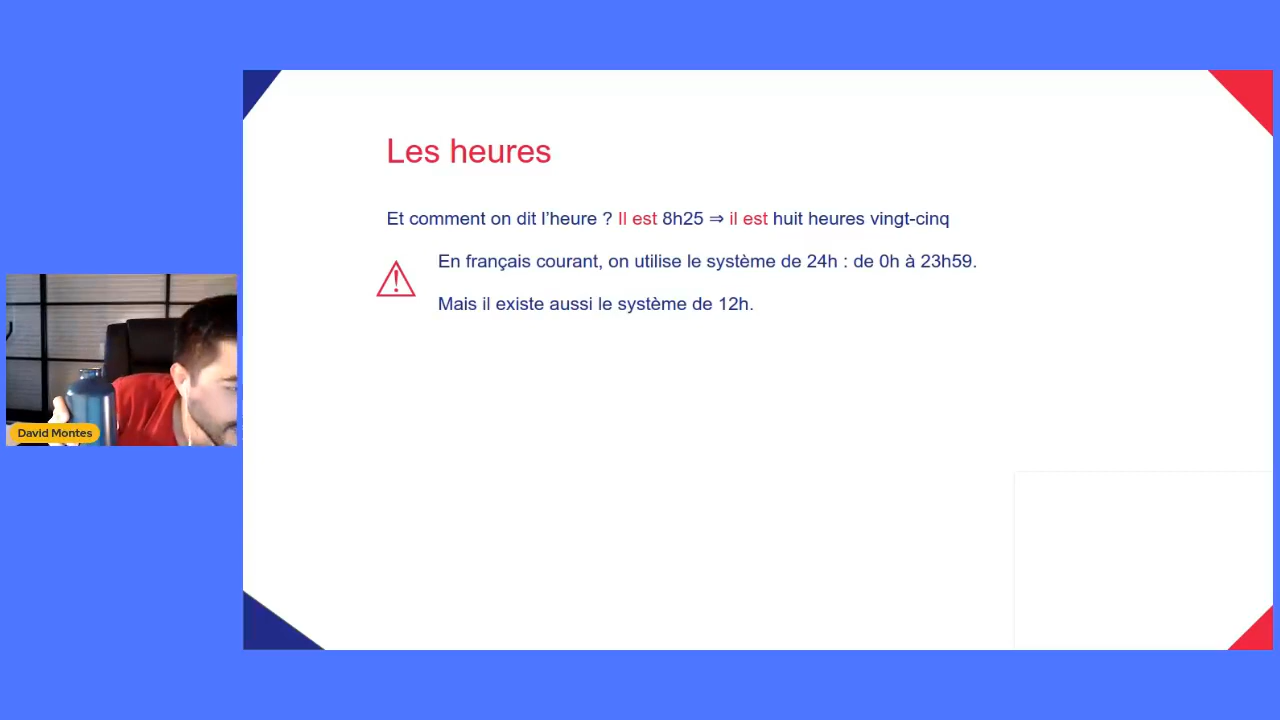 Les heures
Et comment on dit l’heure ? Il est 8h25 ⇒ il est huit heures vingt-cinq
En français courant, on utilise le système de 24h : de 0h à 23h59.
Mais il existe aussi le système de 12h.
David Montes